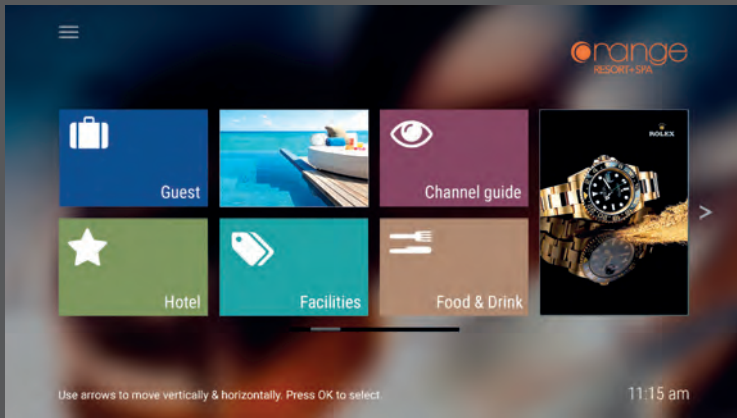 Orange
RESORT+SPA
ROLEX
Guest
Channel guide
Hotel
Facilities
Food & Drink
>
Use arrows to move vertically & horizontally. Press OK to select.
11:15 am